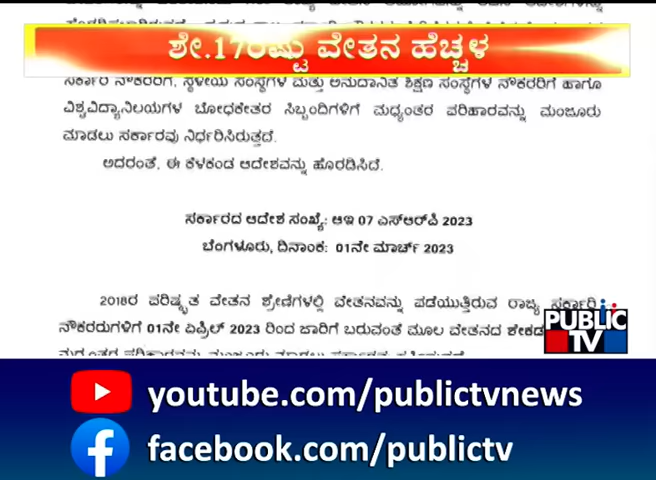 ಶೇ.17ರಷ್ಟು ವೇತನ ಹೆಚ್ಚಳ
ಸರ್ಕಾರಿ ನೌಕರರಿಗೆ, ಸ್ಥಳೀಯ ಸಂಸ್ಥೆಗಳ ಮತ್ತು ಅನುದಾನಿತ ಶಿಕ್ಷಣ ಸಂಸ್ಥೆಗಳ ನೌಕರರಿಗೆ ಹಾಗೂ
ವಿಶ್ವವಿದ್ಯಾನಿಲಯಗಳ ಬೋಧಕೇತರ ಸಿಬ್ಬಂದಿಗಳಿಗೆ ಮಧ್ಯಂತರ ಪರಿಹಾರವನ್ನು ಮಂಜೂರು
ಮಾಡಲು ಸರ್ಕಾರವು ನಿರ್ಧರಿಸಿರುತ್ತದೆ.
ಅದರಂತೆ, ಈ ಕೆಳಕಂಡ ಆದೇಶವನ್ನು ಹೊರಡಿಸಿದೆ.
ಸರ್ಕಾರದ ಆದೇಶ ಸಂಖ್ಯೆ: ಆಇ 07 ಎಸ್ಆರ್‌ಪಿ 2023
ಬೆಂಗಳೂರು, ದಿನಾಂಕ: 01ನೇ ಮಾರ್ಚ್ 2023
2018ರ ಪರಿಷ್ಕೃತ ವೇತನ ಶ್ರೇಣಿಗಳಲ್ಲಿ ವೇತನವನ್ನು ಪಡೆಯುತ್ತಿರುವ ರಾಜ್ಯ ಸರ್ಕಾರಿ
ನೌಕರರುಗಳಿಗೆ 01ನೇ ಏಪ್ರಿಲ್ 2023 ರಿಂದ ಜಾರಿಗೆ ಬರುವಂತೆ ಮೂಲ ವೇತನದ ಶೇಕಡ
PUBLiC
TV
youtube.com/publictvnews
facebook.com/publictv